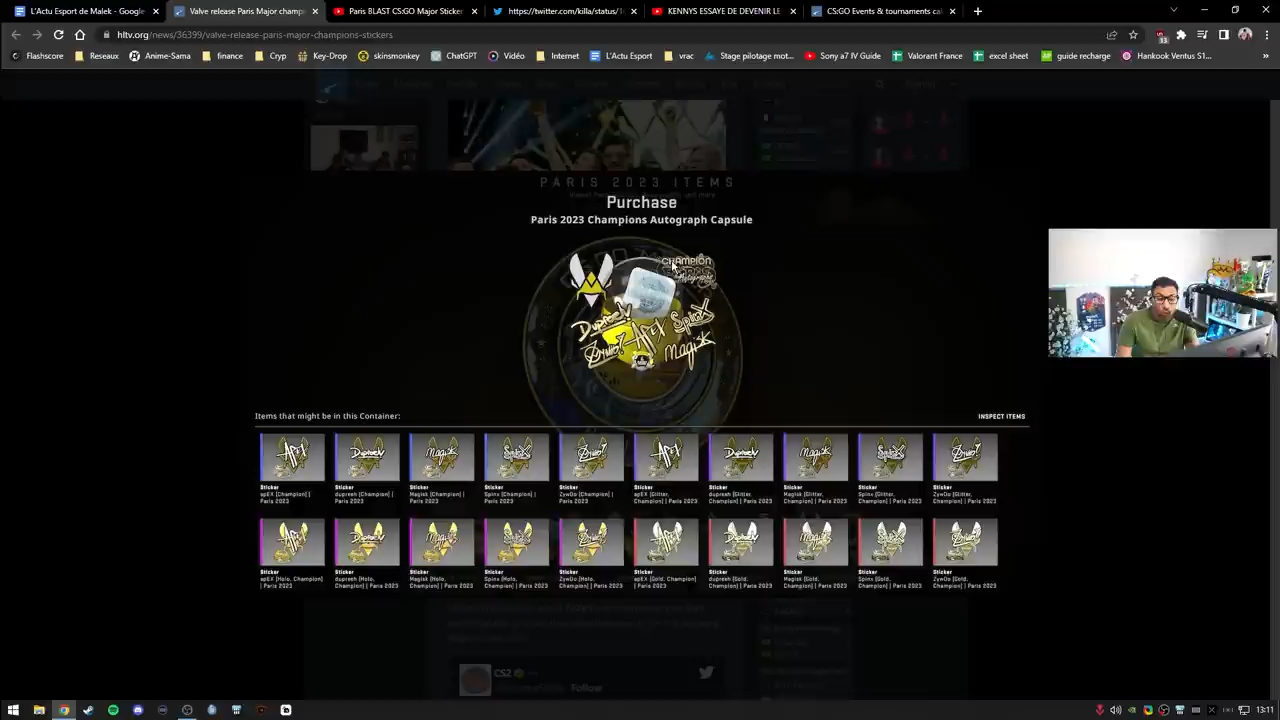 L'Actu Esport de Malek - Google
Valve release Paris Major champi
Paris BLAST CS:GO Major Sticker
https://twitter.com/killa/status/1
KENNYS ESSAYE DE DEVENIR LE
CS:GO Events & tournaments cal
hltv.org/news/36399/valve-release-paris-major-champions-stickers
Flashscore
Reseaux
Anime-Sama
finance
Cryp
Key-Drop
skinsmonkey
ChatGPT
Vidéo
Internet
L'Actu Esport
vrac
Stage pilotage mot...
Sony a7 IV Guide
Valorant France
excel sheet
guide recharge
Hankook Ventus S1...
PARIS 2023 ITEMS
Purchase
Paris 2023 Champions Autograph Capsule
CHAMPION
Autographs
Dupreeh
Apex
Spinx
Zywoo
Magisk
Items that might be in this Container:
INSPECT ITEMS
Sticker
apEX (Champion) |
Paris 2023
Sticker
dupreeh (Champion) |
Paris 2023
Sticker
Magisk (Champion) |
Paris 2023
Sticker
Spinx (Champion) |
Paris 2023
Sticker
ZywOo (Champion) |
Paris 2023
Sticker
apEX (Glitter,
Champion) | Paris 2023
Sticker
dupreeh (Glitter,
Champion) | Paris 2023
Sticker
Magisk (Glitter,
Champion) | Paris 2023
Sticker
Spinx (Glitter,
Champion) | Paris 2023
Sticker
ZywOo (Glitter,
Champion) | Paris 2023
Sticker
apEX (Holo, Champion)
| Paris 2023
Sticker
dupreeh (Holo,
Champion) | Paris 2023
Sticker
Magisk (Holo,
Champion) | Paris 2023
Sticker
Spinx (Holo,
Champion) | Paris 2023
Sticker
ZywOo (Holo,
Champion) | Paris 2023
Sticker
apEX (Gold, Champion)
| Paris 2023
Sticker
dupreeh (Gold,
Champion) | Paris 2023
Sticker
Magisk (Gold,
Champion) | Paris 2023
Sticker
Spinx (Gold,
Champion) | Paris 2023
Sticker
ZywOo (Gold,
Champion) | Paris 2023
CS2
Follow
13:11